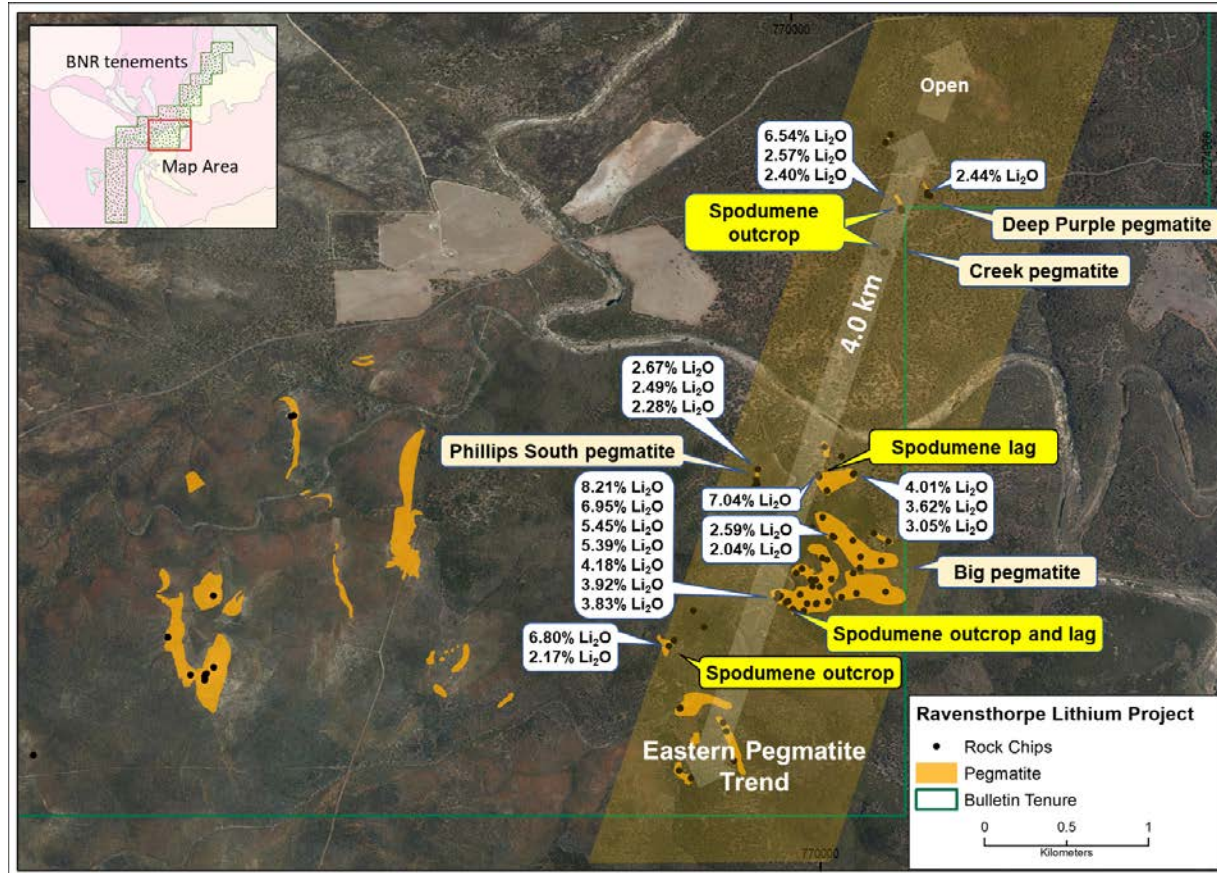 BNR tenements
Map Area
770000
Open
6.54% Li₂O
2.57% Li₂O
2.40% Li₂O
2.44% Li₂O
Spodumene
outcrop
Deep Purple pegmatite
Creek pegmatite
4.0 km
2.67% Li₂O
2.49% Li₂O
2.28% Li₂O
Phillips South pegmatite
Spodumene lag
8.21% Li₂O
6.95% Li₂O
5.45% Li₂O
5.39% Li₂O
4.18% Li₂O
3.92% Li₂O
3.83% Li₂O
7.04% Li₂O
4.01% Li₂O
3.62% Li₂O
3.05% Li₂O
2.59% Li₂O
2.04% Li₂O
Big pegmatite
Spodumene outcrop and lag
6.80% Li₂O
2.17% Li₂O
Spodumene outcrop
Eastern Pegmatite
Trend
Ravensthorpe Lithium Project
Rock Chips
Pegmatite
Bulletin Tenure
0 0.5 1
Kilometers
770000